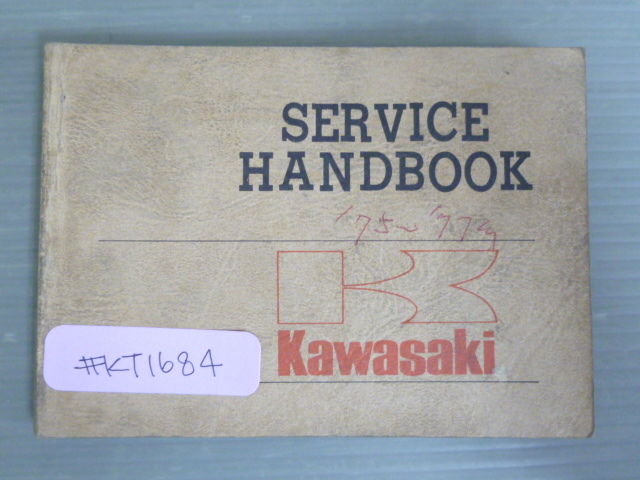 SERVICE
HANDBOOK
'75~'77
Kawasaki
#KT1684